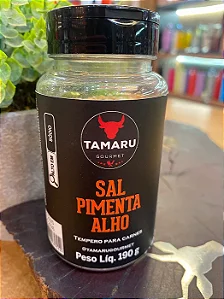 TAMARU
GOURMET
SAL
PIMENTA
ALHO
TEMPERO PARA CARNES
@TAMARUGOURMET
Peso Líq. 190 g